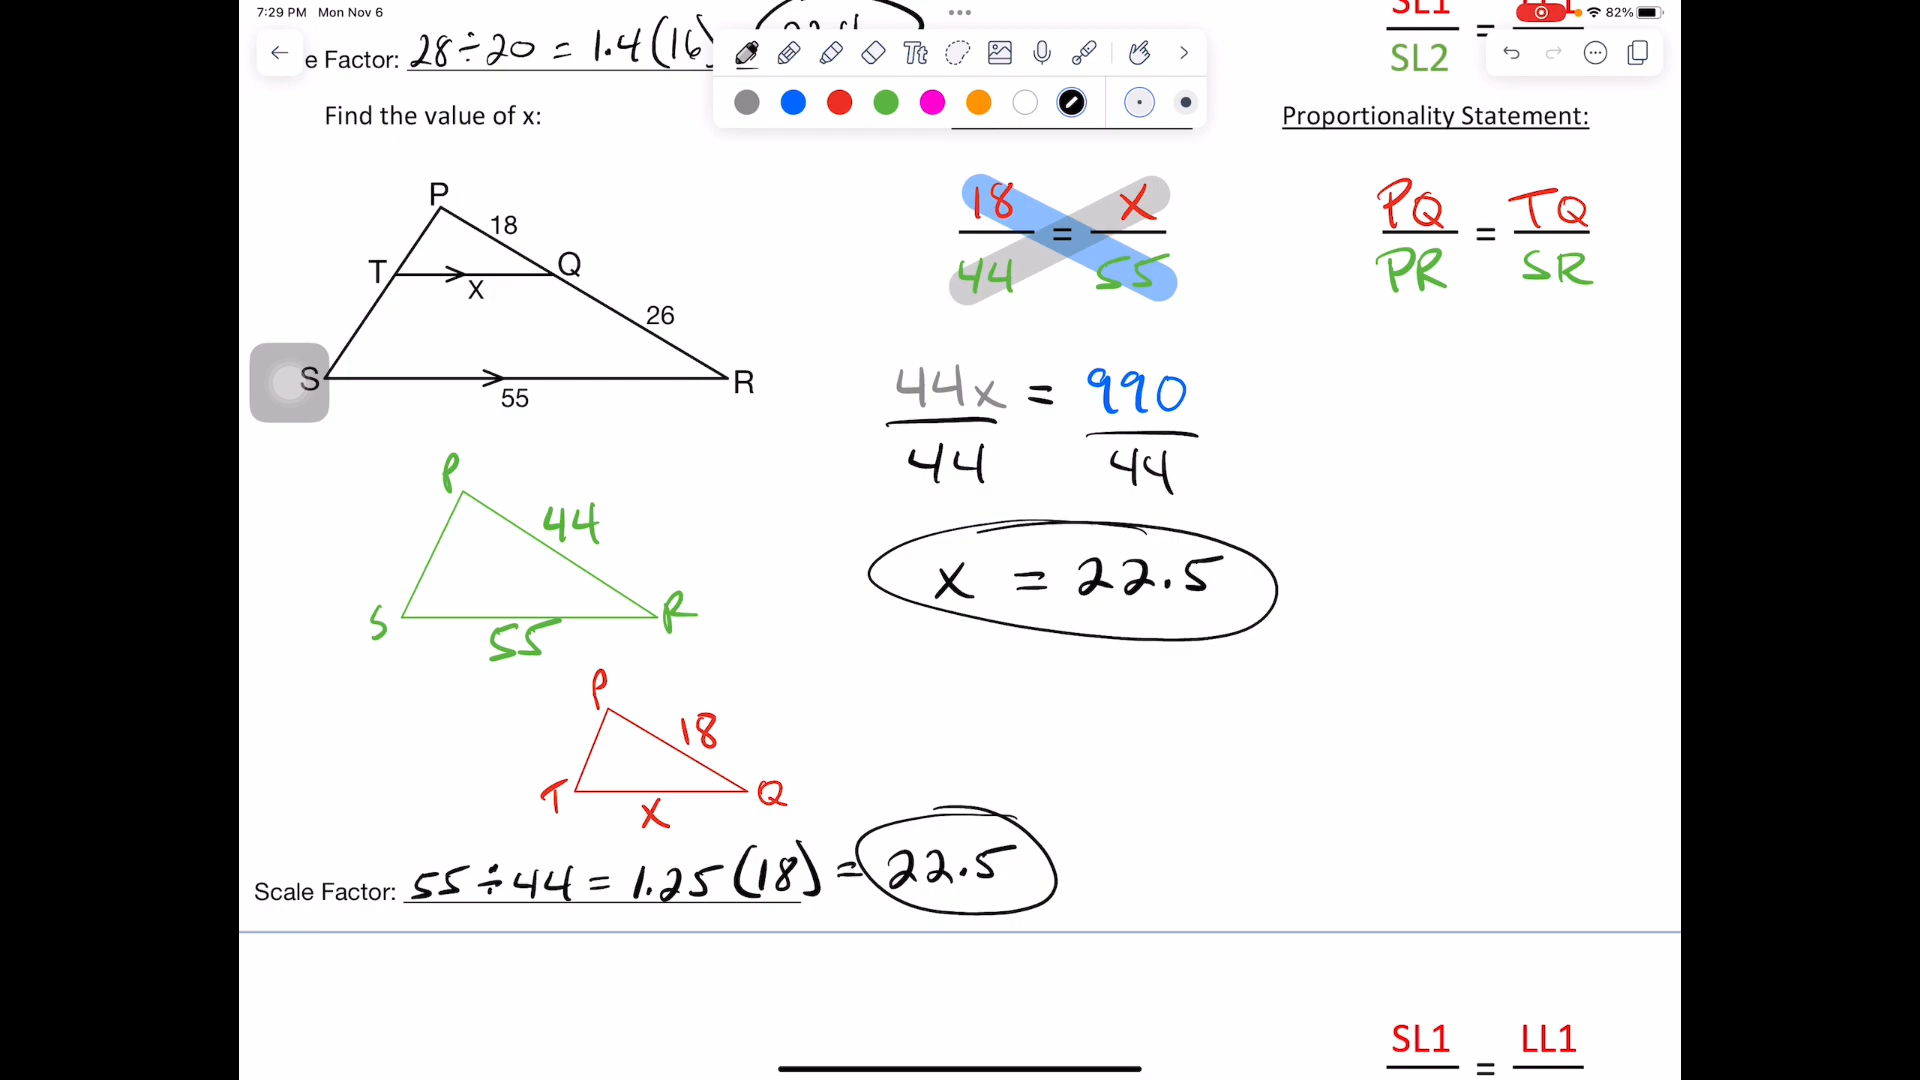 7:29 PM Mon Nov 6
82%
SL1
SL2
=
e Factor: 28÷20 = 1.4(16)
Tt
Find the value of x:
Proportionality Statement:
P
18
T
Q
X
26
S
55
R
18/44 = x/55
PQ/PR = TQ/SR
44x/44 = 990/44
x = 22.5
P
44
S
55
R
P
18
T
X
Q
Scale Factor: 55÷44 = 1.25(18) = 22.5
SL1 = LL1